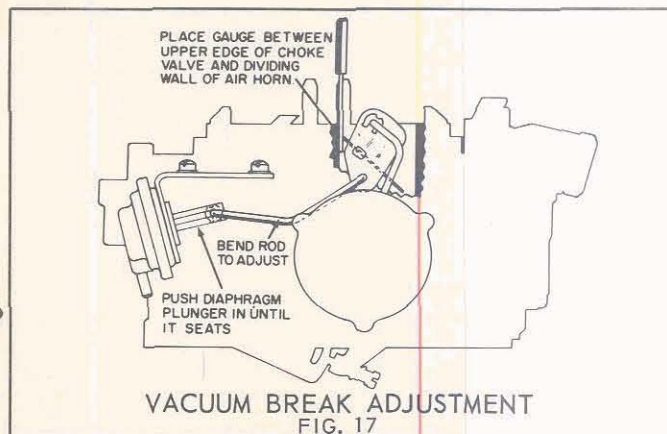 PLACE GAUGE BETWEEN
UPPER EDGE OF CHOKE
VALVE AND DIVIDING
WALL OF AIR HORN
BEND ROD
TO ADJUST
PUSH DIAPHRAGM
PLUNGER IN UNTIL
IT SEATS
VACUUM BREAK ADJUSTMENT
FIG. 17